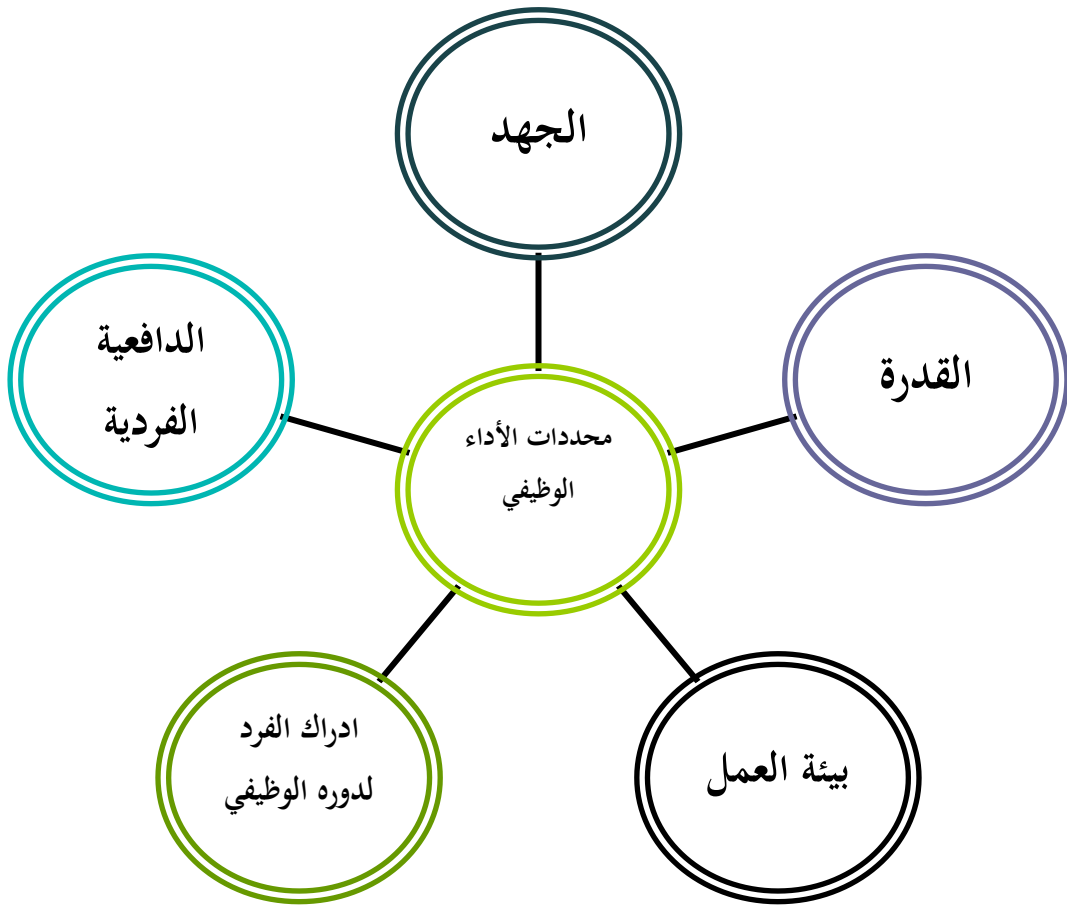 الجهد
القدرة
الدافعية
الفردية
محددات الأداء
الوظيفي
بيئة العمل
ادراك الفرد
لدوره الوظيفي